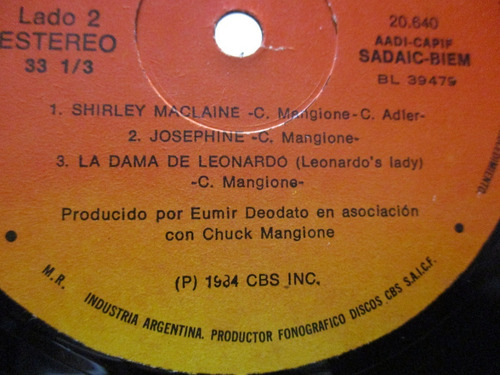 Lado 2
ESTEREO
33 1/3
20.640
AADI-CAPIF
SADAIC-BIEM
BL 39479
1. SHIRLEY MACLAINE -C. Mangione-C. Adler-
2. JOSEPHINE -C. Mangione-
3. LA DAMA DE LEONARDO (Leonardo's lady)
-C. Mangione-
Producido por Eumir Deodato en asociación
con Chuck Mangione
(P) 1984 CBS INC.
M.R. INDUSTRIA ARGENTINA. PRODUCTOR FONOGRAFICO DISCOS CBS S.A.I.C.F.